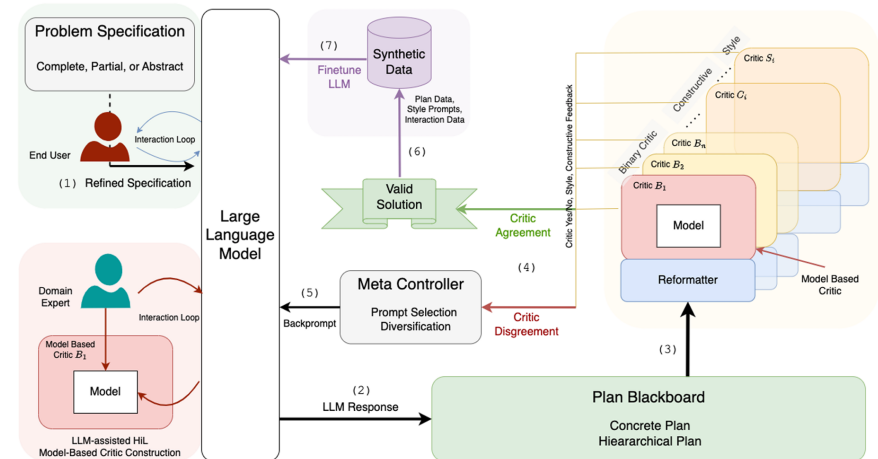 Problem Specification
Complete, Partial, or Abstract
End User
Interaction Loop
(1) Refined Specification
Domain
Expert
Interaction Loop
Model Based
Critic B1
Model
LLM-assisted HiL
Model-Based Critic Construction
Large
Language
Model
(7)
Finetune
LLM
Synthetic
Data
Plan Data,
Style Prompts,
Interaction Data
(6)
Valid
Solution
Critic
Agreement
(4)
Critic
Disgreement
Meta Controller
Prompt Selection
Diversification
(5)
Backprompt
(2)
LLM Response
Plan Blackboard
Concrete Plan
Hieararchical Plan
(3)
Critic Yes/No, Style, Constructive Feedback
Binary Critic
Constructive
Style
Critic Si
Critic Ci
Critic Bn
Critic B2
Critic B1
Model
Reformatter
Model Based
Critic